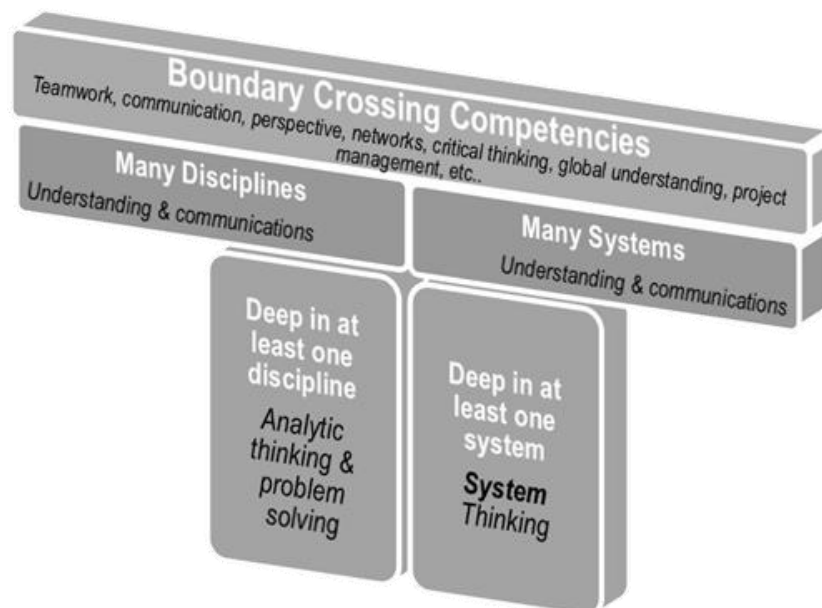 Boundary Crossing Competencies
Teamwork, communication, perspective, networks, critical thinking, global understanding, project
management, etc..
Many Disciplines
Understanding & communications
Many Systems
Understanding & communications
Deep in at
least one
discipline
Analytic
thinking &
problem
solving
Deep in at
least one
system
System
Thinking